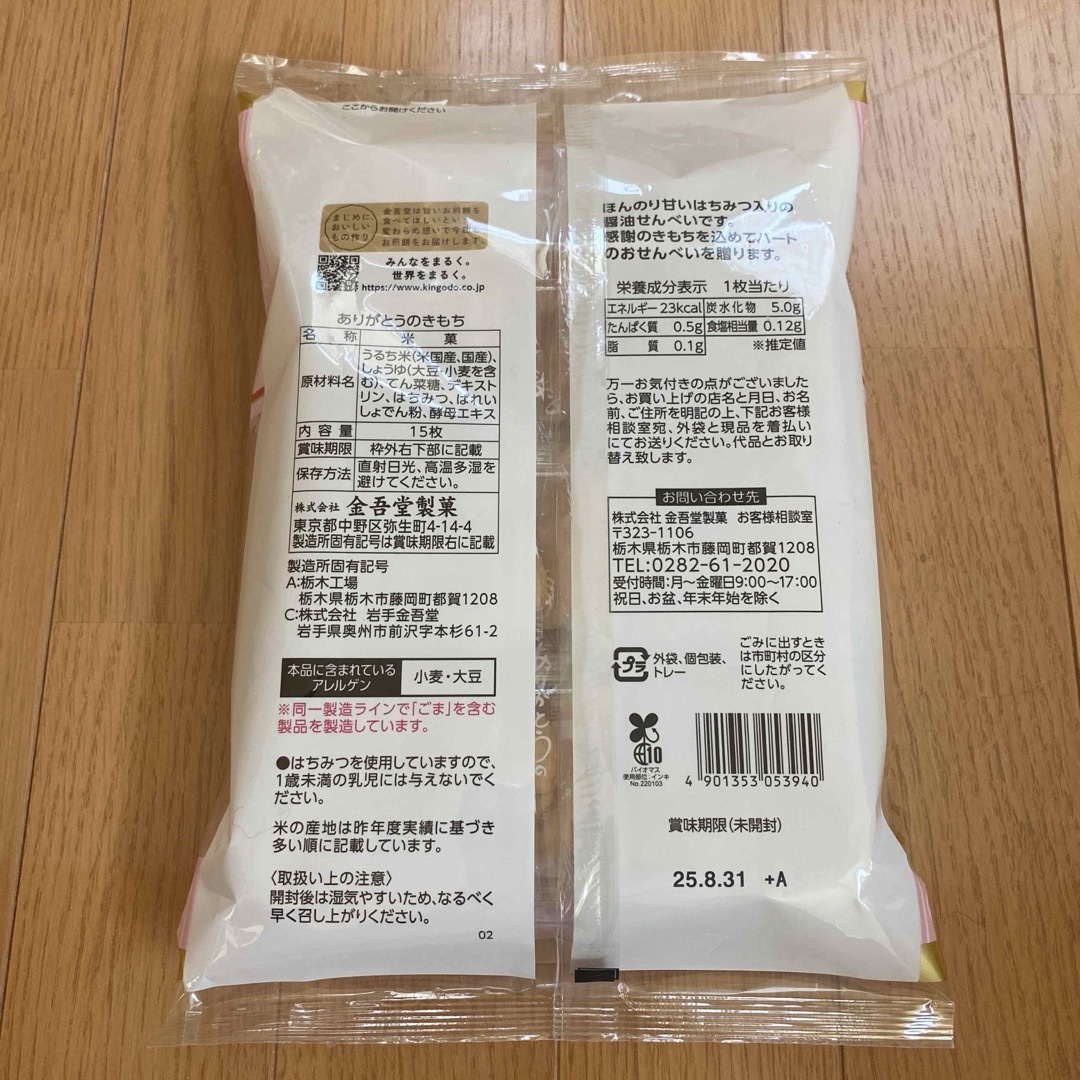 ここからお開けください
まじめに
おいしい
もの作り
金吾堂は旨いお煎餅を
食べてほしいという
変わらぬ想いで今日も
お煎餅をお届けします。
みんなをまるく。
世界をまるく。
https://www.kingodo.co.jp
ありがとうのきもち
名称 米菓
原材料名 うるち米(米国産、国産)、
しょうゆ(大豆・小麦を含
む)、てん菜糖、デキスト
リン、はちみつ、ばれい
しょでん粉、酵母エキス
内容量 15枚
賞味期限 枠外右下部に記載
保存方法 直射日光、高温多湿を
避けてください。
株式会社 金吾堂製菓
東京都中野区弥生町4-14-4
製造所固有記号は賞味期限右に記載
製造所固有記号
A:栃木工場
栃木県栃木市藤岡町都賀1208
C:株式会社 岩手金吾堂
岩手県奥州市前沢字本杉61-2
本品に含まれている
アレルゲン
小麦・大豆
※同一製造ラインで「ごま」を含む
製品を製造しています。
●はちみつを使用していますので、
1歳未満の乳児には与えないでく
ださい。
米の産地は昨年度実績に基づき
多い順に記載しています。
〈取扱い上の注意〉
開封後は湿気やすいため、なるべく
早く召し上がりください。
02
ほんのり甘いはちみつ入りの
醤油せんべいです。
感謝のきもちを込めてハート
のおせんべいを贈ります。
栄養成分表示 1枚当たり
エネルギー 23kcal 炭水化物 5.0g
たんぱく質 0.5g 食塩相当量 0.12g
脂質 0.1g ※推定値
万一お気付きの点がございました
ら、お買い上げの店名と月日、お名
前、ご住所を明記の上、下記お客様
相談室宛、外袋と現品を着払い
にてお送りください。代品とお取り
替え致します。
お問い合わせ先
株式会社 金吾堂製菓 お客様相談室
〒323-1106
栃木県栃木市藤岡町都賀1208
TEL:0282-61-2020
受付時間:月～金曜日9:00～17:00
祝日、お盆、年末年始を除く
プラ
外袋、個包装、
トレー
ごみに出すとき
は市町村の区分
にしたがってく
ださい。
10
バイオマス
使用部位:インキ
No.220103
4 901353 053940
賞味期限(未開封)
25.8.31 +A